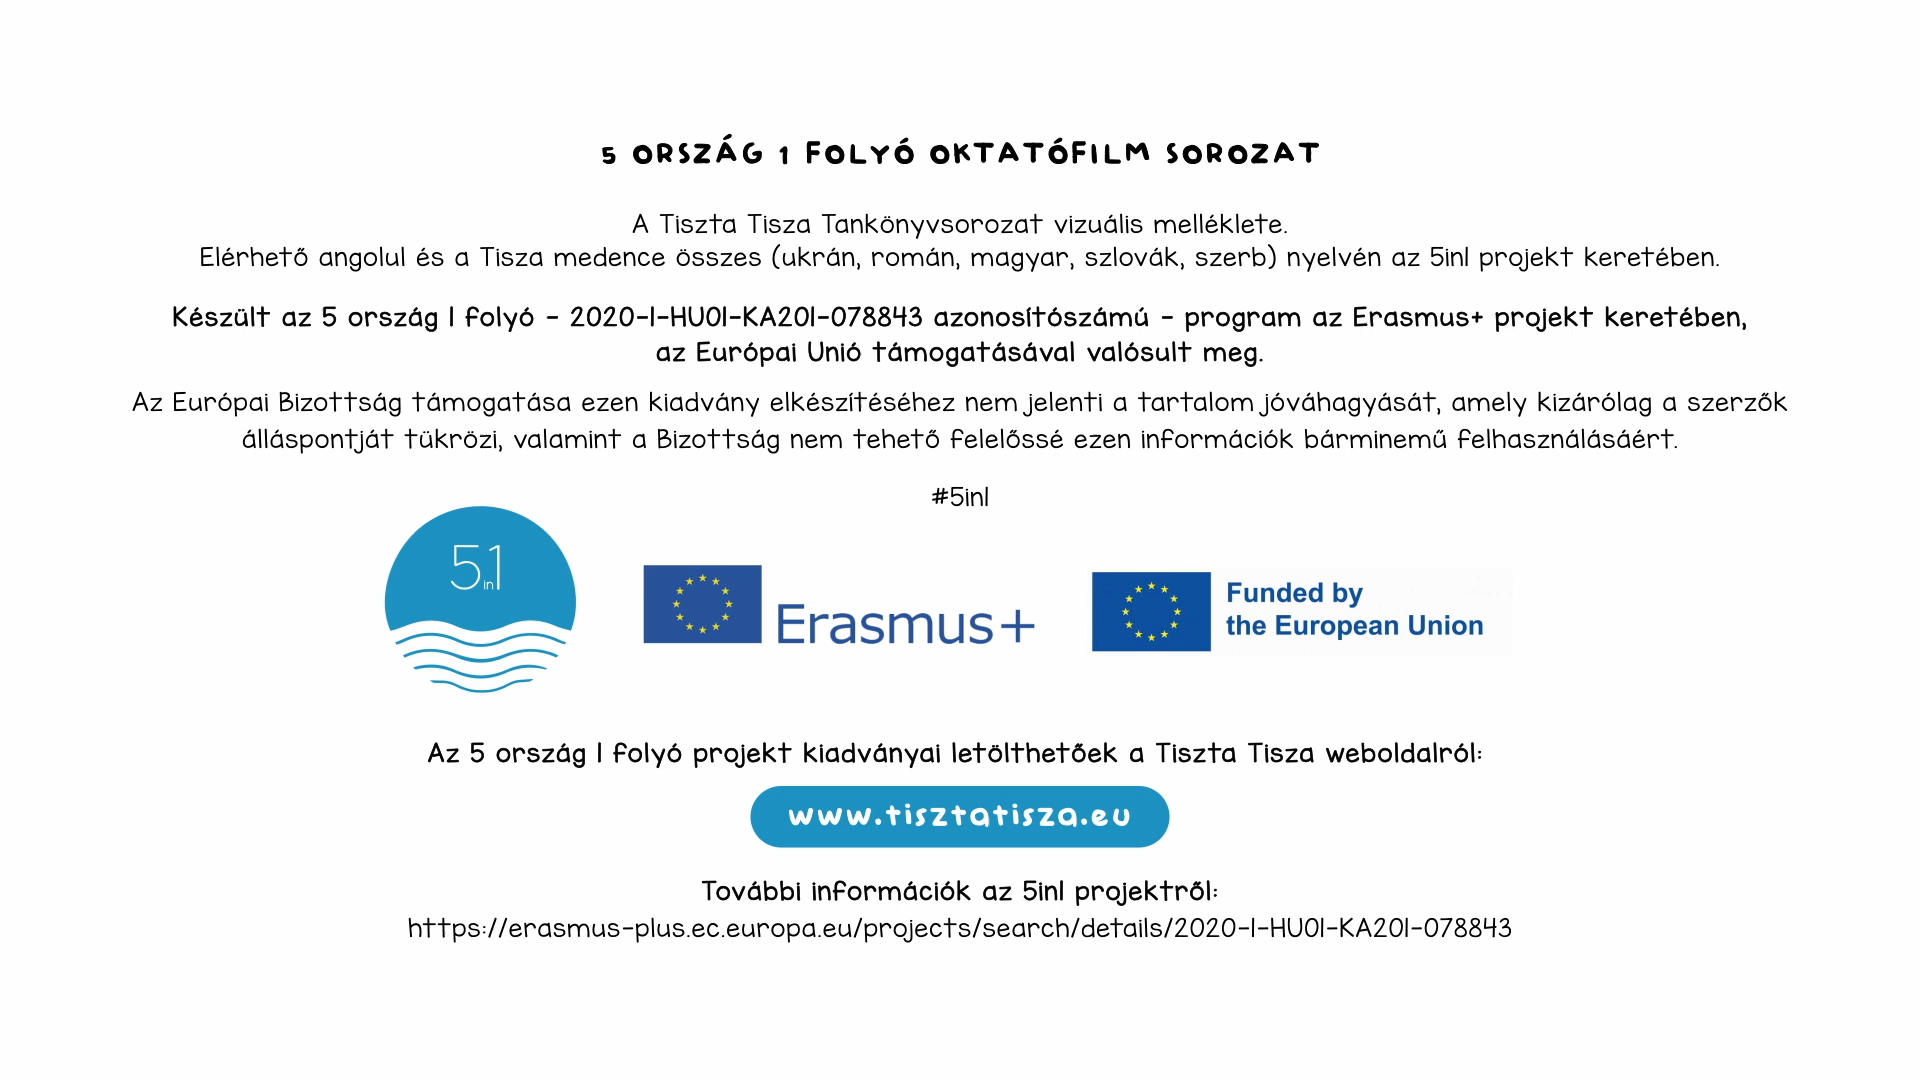 5 ORSZÁG 1 FOLYÓ OKTATÓFILM SOROZAT
A Tiszta Tisza Tankönyvsorozat vizuális melléklete.
Elérhető angolul és a Tisza medence összes (ukrán, román, magyar, szlovák, szerb) nyelvén az 5in1 projekt keretében.
Készült az 5 ország 1 folyó - 2020-1-HU01-KA201-078843 azonosítószámú - program az Erasmus+ projekt keretében,
az Európai Unió támogatásával valósult meg.
Az Európai Bizottság támogatása ezen kiadvány elkészítéséhez nem jelenti a tartalom jóváhagyását, amely kizárólag a szerzők
álláspontját tükrözi, valamint a Bizottság nem tehető felelőssé ezen információk bárminemű felhasználásáért.
#5in1
5in1
Erasmus+
Funded by
the European Union
Az 5 ország 1 folyó projekt kiadványai letölthetőek a Tiszta Tisza weboldalról:
www.tisztatisza.eu
További információk az 5in1 projektről:
https://erasmus-plus.ec.europa.eu/projects/search/details/2020-1-HU01-KA201-078843